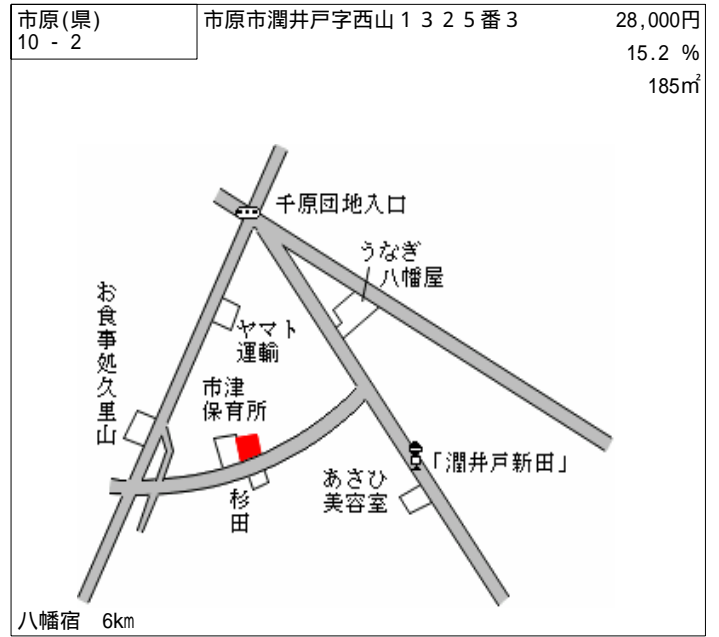 市原(県)
10 - 2
市原市潤井戸字西山１３２５番３
28,000円
15.2 %
185㎡
千原団地入口
うなぎ
八幡屋
お食事処久里山
ヤマト
運輸
市津
保育所
「潤井戸新田」
あさひ
美容室
杉田
八幡宿 6km